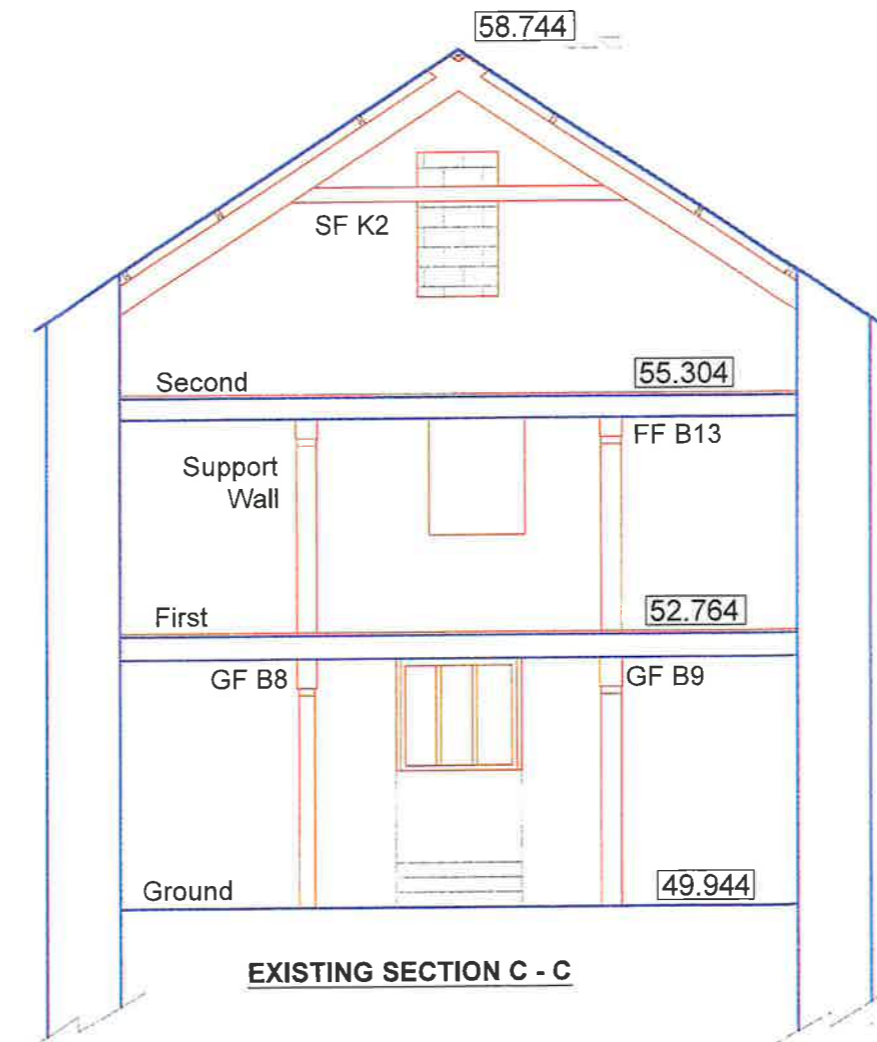 58.744
SF K2
Second
55.304
FF B13
Support
Wall
First
52.764
GF B8
GF B9
Ground
49.944
EXISTING SECTION C - C